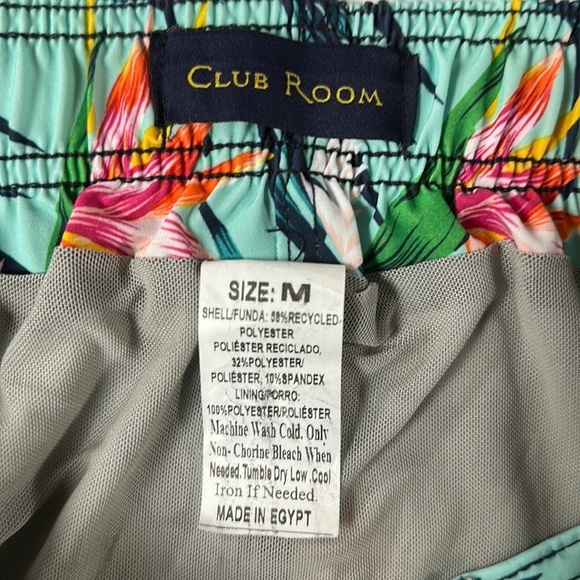 CLUB ROOM
SIZE: M
SHELL/FUNDA: 58%RECYCLED
POLYESTER
POLIÉSTER RECICLADO,
32%POLYESTER/
POLIÉSTER, 10%SPANDEX
LINING/FORRO:
100%POLYESTER/POLIÉSTER
Machine Wash Cold. Only
Non- Chorine Bleach When
Needed. Tumble Dry Low .Cool
Iron If Needed.
MADE IN EGYPT